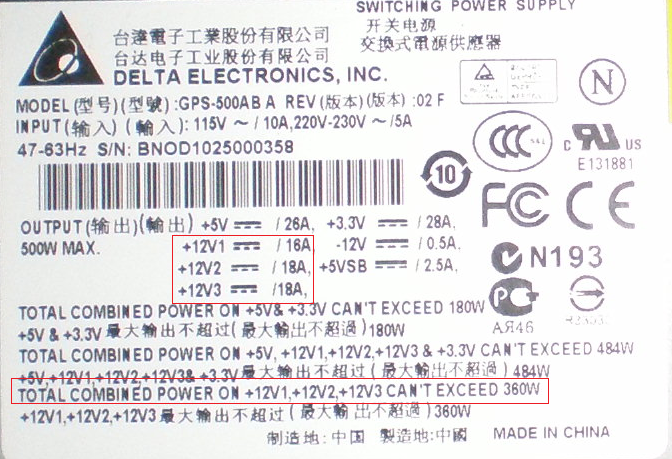 SWITCHING POWER SUPPLY
开关电源
交換式電源供應器
台達電子工業股份有限公司
台达电子工业股份有限公司
DELTA ELECTRONICS, INC.
MODEL(型号)(型號):GPS-500AB A REV(版本)(版本):02 F
INPUT(输入)(輸入): 115V ~ / 10A,220V-230V ~ /5A
47-63Hz S/N: BNOD1025000358
N
CCC
c RU US
E131881
10
FC CE
OUTPUT(输出)(輸出) +5V ⎓ / 26A, +3.3V ⎓ / 28A,
500W MAX. +12V1 ⎓ / 16A, -12V ⎓ / 0.5A,
+12V2 ⎓ / 18A, +5VSB ⎓ / 2.5A,
+12V3 ⎓ /18A,
N193
АЯ46
TOTAL COMBINED POWER ON +5V& +3.3V CAN'T EXCEED 180W
+5V & +3.3V 最大输出不超过(最大輸出不超過)180W
TOTAL COMBINED POWER ON +5V, +12V1,+12V2,+12V3 & +3.3V CAN'T EXCEED 484W
+5V,+12V1,+12V2,+12V3& +3.3V 最大输出不超过(最大輸出不超過)484W
TOTAL COMBINED POWER ON +12V1,+12V2,+12V3 CAN'T EXCEED 360W
+12V1,+12V2,+12V3 最大输出不超过(最大輸出不超過)360W
制造地:中国 製造地:中國 MADE IN CHINA